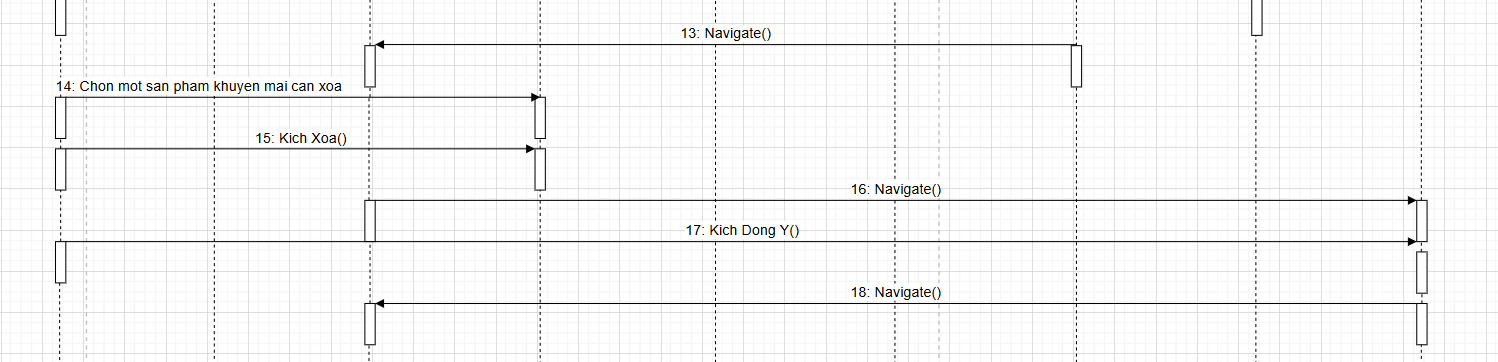 13: Navigate()
14: Chon mot san pham khuyen mai can xoa
15: Kich Xoa()
16: Navigate()
17: Kich Dong Y()
18: Navigate()